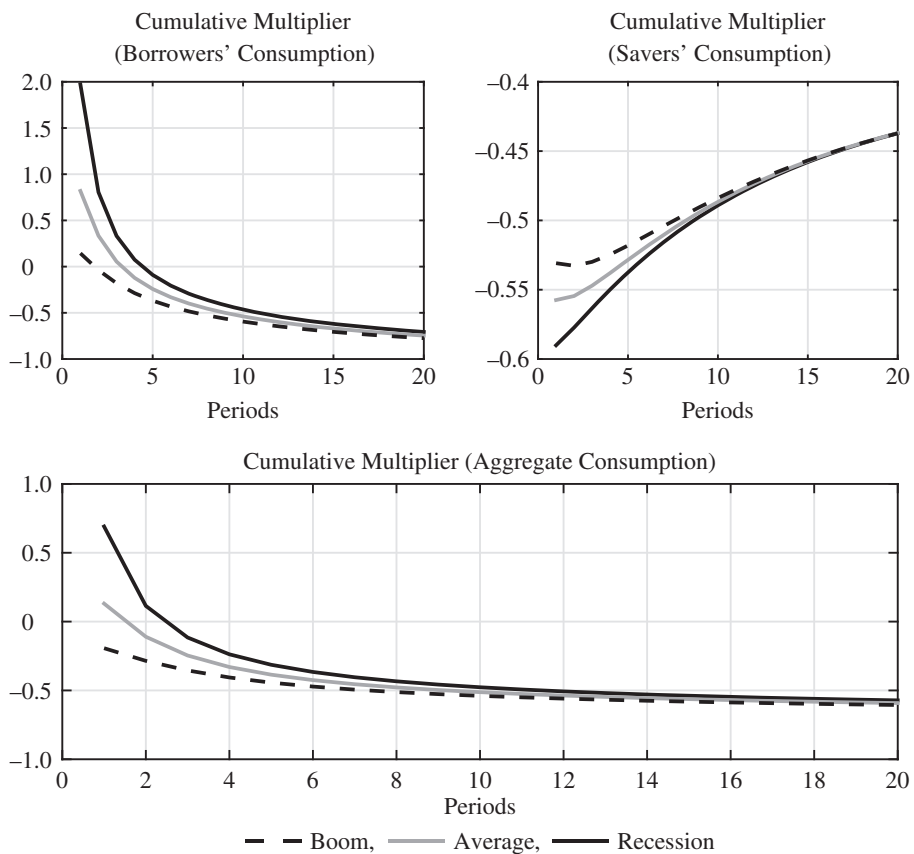 Cumulative Multiplier
(Borrowers’ Consumption)
2.0
1.5
1.0
0.5
0
−0.5
−1.0
0 5 10 15 20
Periods
Cumulative Multiplier
(Savers’ Consumption)
−0.4
−0.45
−0.5
−0.55
−0.6
0 5 10 15 20
Periods
Cumulative Multiplier (Aggregate Consumption)
1.0
0.5
0
−0.5
−1.0
0 2 4 6 8 10 12 14 16 18 20
Periods
Boom, Average, Recession